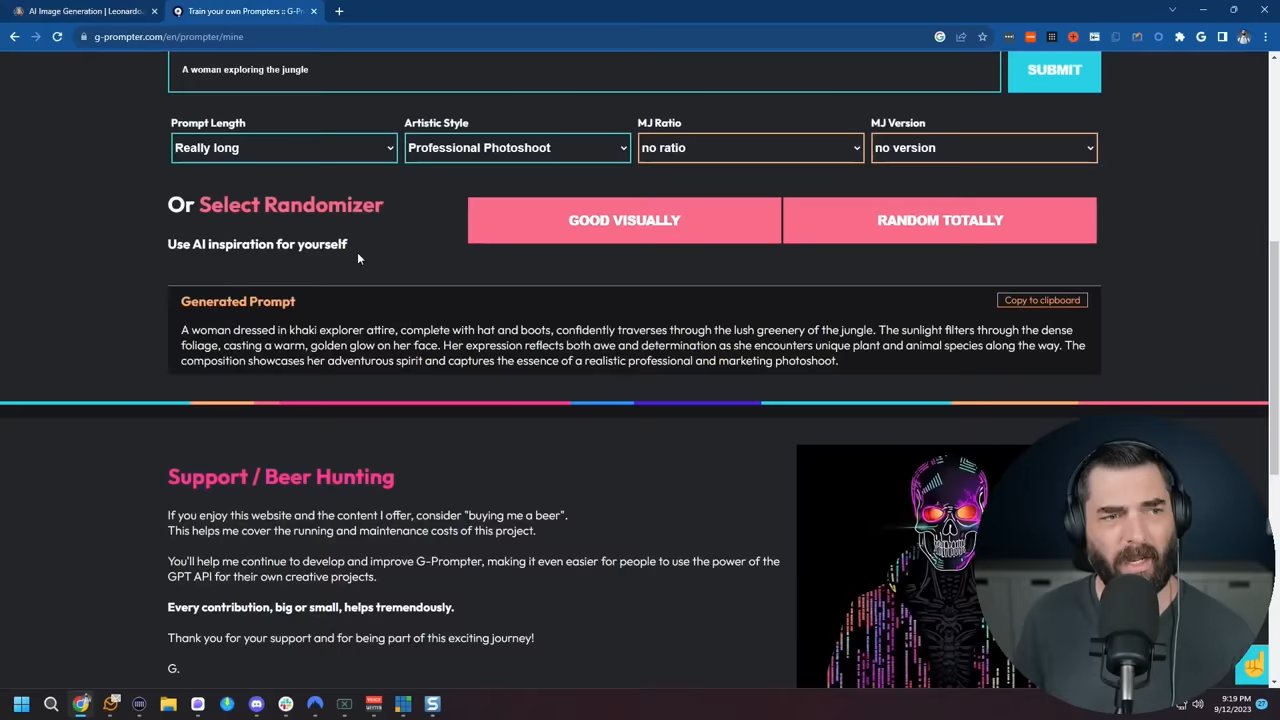 AI Image Generation | Leonardo.
Train your own Prompters :: G-Pr
g-prompter.com/en/prompter/mine
A woman exploring the jungle
SUBMIT
Prompt Length
Artistic Style
MJ Ratio
MJ Version
Really long
Professional Photoshoot
no ratio
no version
Or Select Randomizer
GOOD VISUALLY
RANDOM TOTALLY
Use AI inspiration for yourself
Generated Prompt
Copy to clipboard
A woman dressed in khaki explorer attire, complete with hat and boots, confidently traverses through the lush greenery of the jungle. The sunlight filters through the dense
foliage, casting a warm, golden glow on her face. Her expression reflects both awe and determination as she encounters unique plant and animal species along the way. The
composition showcases her adventurous spirit and captures the essence of a realistic professional and marketing photoshoot.
Support / Beer Hunting
If you enjoy this website and the content I offer, consider "buying me a beer".
This helps me cover the running and maintenance costs of this project.
You'll help me continue to develop and improve G-Prompter, making it even easier for people to use the power of the
GPT API for their own creative projects.
Every contribution, big or small, helps tremendously.
Thank you for your support and for being part of this exciting journey!
G.
9:19 PM
9/12/2023
27